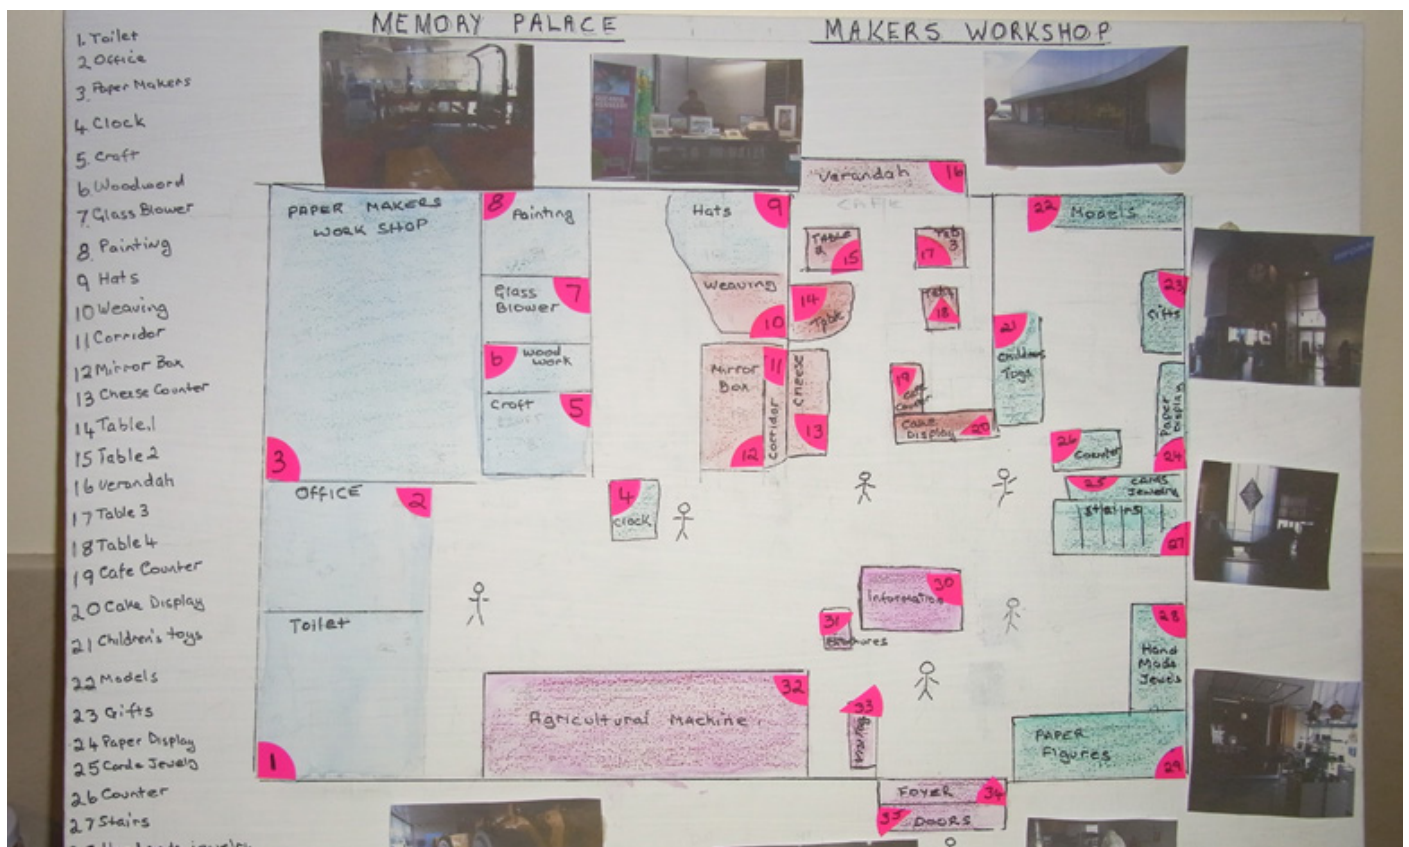 MEMORY PALACE
MAKERS WORKSHOP
1. Toilet
2 Office
3. Paper Makers
4 Clock
5. Craft
6. Woodword
7 Glass Blower
8 Painting
9 Hats
10 Weaving
11 Corridor
12 Mirror Box
13 Cheese Counter
14 Table.1
15 Table 2
16 Verandah
17 Table 3
18 Table 4
19 Cafe Counter
20 Cake Display
21 Children's toys
22 Models
23 Gifts
24 Paper Display
25 Cards Jewels
26 Counter
27 Stairs
PAPER MAKERS
WORK SHOP
3
OFFICE
2
Toilet
1
8
Painting
Glass
Blower
7
6
Wood
Work
Croft
5
4
Clock
Hats
9
Weaving
10
Mirror
Box
12
11
Corridor
CHEESE
13
Verandah
16
CAFE
TABLE
2
15
Tab
3
17
14
Table
18
19
Cafe
Counter
Cake
Display
20
21
Childrens
Toys
22
Models
23
Gifts
Paper
Display
24
26
Counter
25
CARDS
Jewelry
Stairs
27
Information
30
31
Brochures
28
Hand
Made
Jewels
PAPER
Figures
29
Agricultural Machine
32
33
FOYER
34
35
DOORS